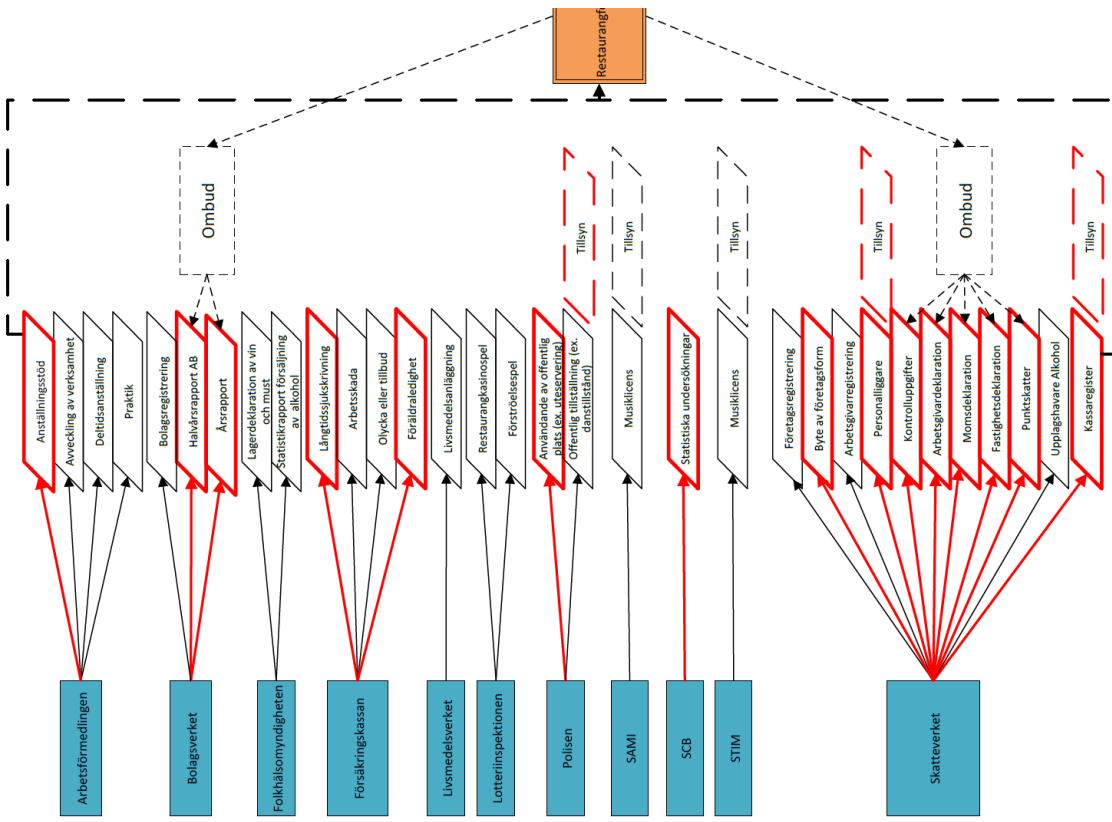 Restaurangfö
Ombud
Ombud
Tillsyn
Tillsyn
Tillsyn
Tillsyn
Tillsyn
Anställningsstöd
Avveckling av verksamhet
Deltidsanställning
Praktik
Bolagsregistrering
Halvårsrapport AB
Årsrapport
Lagerdeklaration av vin
och must
Statistikrapport försäljning
av alkohol
Långtidssjukskrivning
Arbetsskada
Olycka eller tillbud
Föräldraledighet
Livsmedelsanläggning
Restaurangkasinospel
Förströelsespel
Användande av offentlig
plats (ex. uteservering)
Offentlig tillställning (ex.
danstillstånd)
Musiklicens
Statistiska undersökningar
Musiklicens
Företagsregistrering
Byte av företagsform
Arbetsgivarregistrering
Personalliggare
Kontrolluppgifter
Arbetsgivardeklaration
Momsdeklaration
Fastighetsdeklaration
Punktskatter
Upplagshavare Alkohol
Kassaregister
Arbetsförmedlingen
Bolagsverket
Folkhälsomyndigheten
Försäkringskassan
Livsmedelsverket
Lotteriinspektionen
Polisen
SAMI
SCB
STIM
Skatteverket